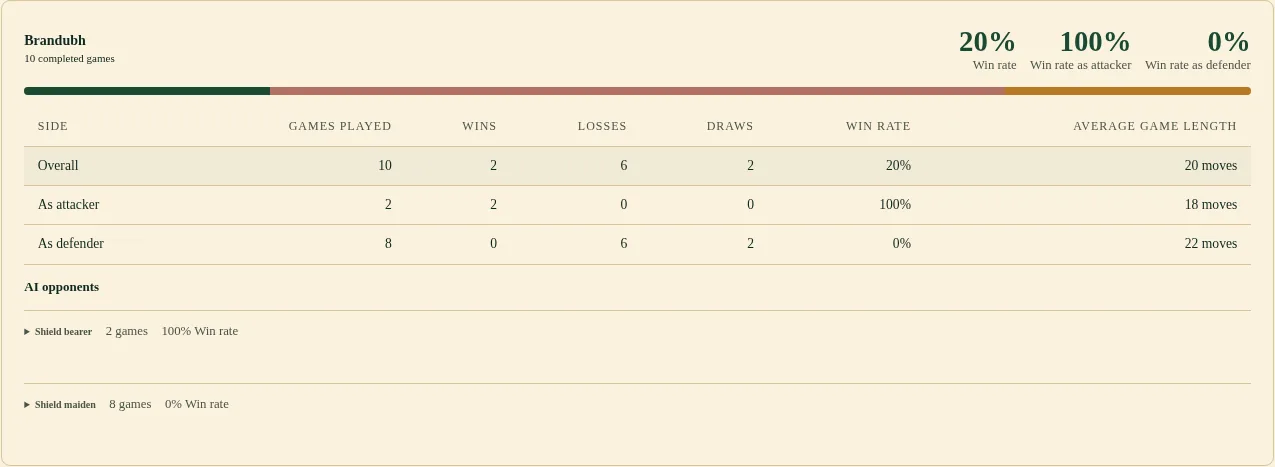 Brandubh
10 completed games
20% 100% 0%
Win rate Win rate as attacker Win rate as defender
SIDE GAMES PLAYED WINS LOSSES DRAWS WIN RATE AVERAGE GAME LENGTH
Overall 10 2 6 2 20% 20 moves
As attacker 2 2 0 0 100% 18 moves
As defender 8 0 6 2 0% 22 moves
AI opponents
Shield bearer 2 games 100% Win rate
Shield maiden 8 games 0% Win rate